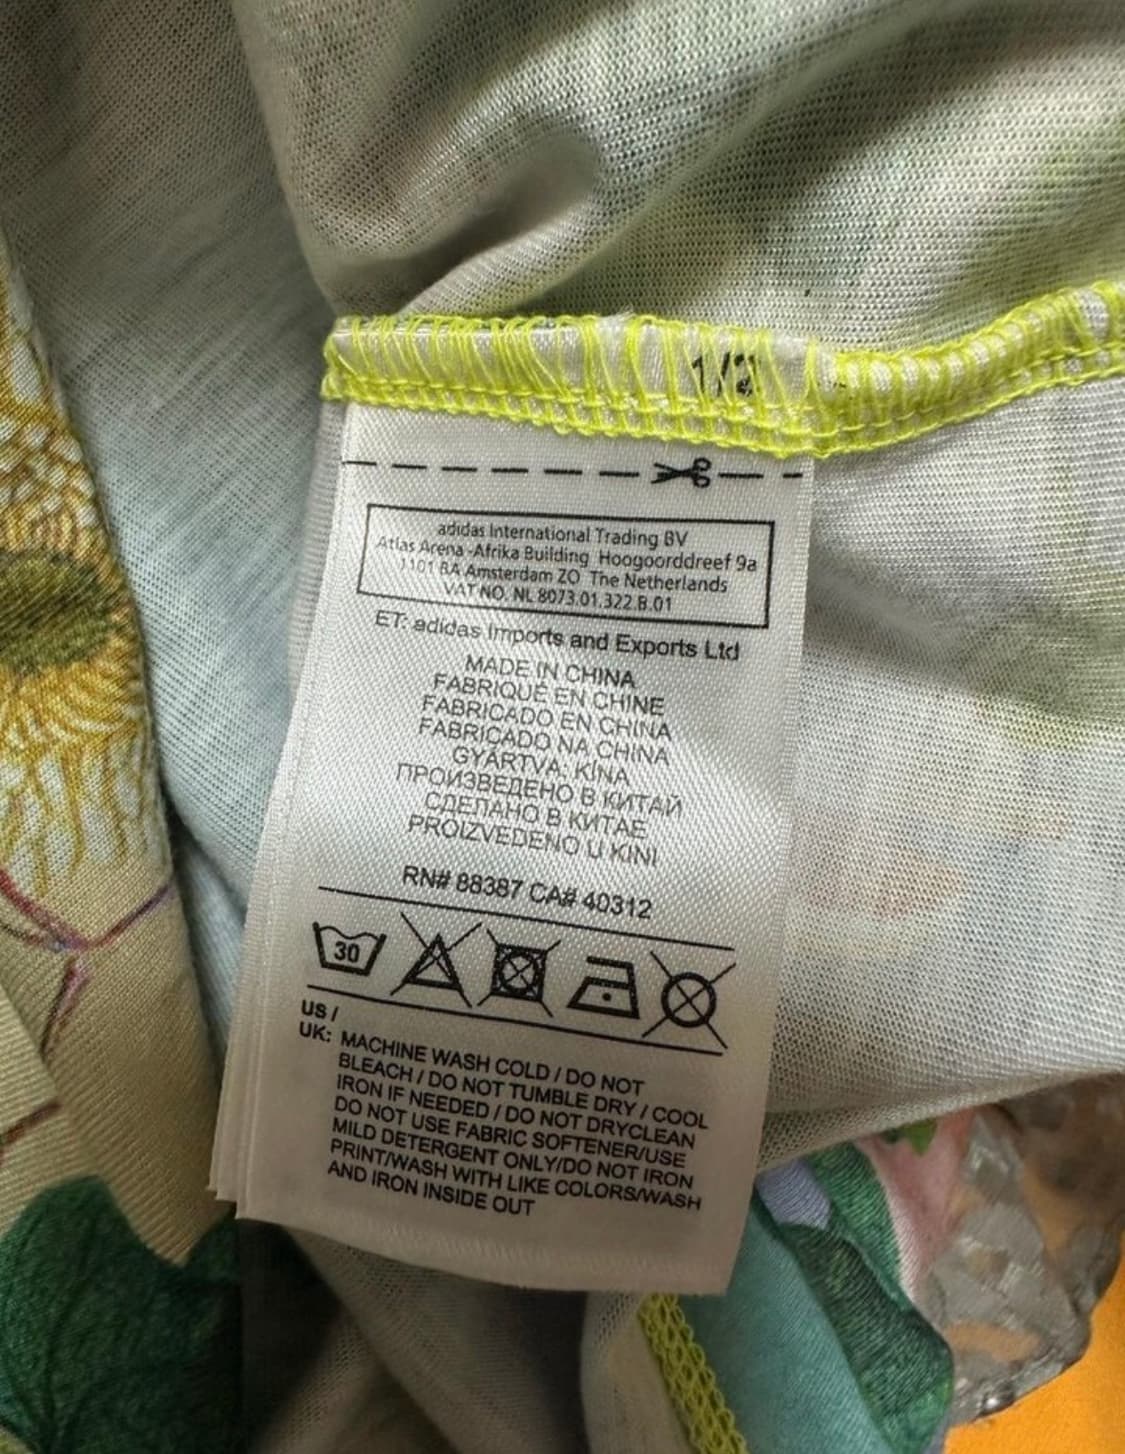 1/2
adidas International Trading BV
Atlas Arena -Afrika Building Hoogoorddreef 9a
1101 BA Amsterdam ZO The Netherlands
VAT NO. NL 8073.01.322.B.01
ET: adidas Imports and Exports Ltd
MADE IN CHINA
FABRIQUÉ EN CHINE
FABRICADO EN CHINA
FABRICADO NA CHINA
GYÁRTVA. KÍNA
ПРОИЗВЕДЕНО В КИТАЙ
СДЕЛАНО В КИТАЕ
PROIZVEDENO U KINI
RN# 88387 CA# 40312
30
US /
UK: MACHINE WASH COLD / DO NOT
BLEACH / DO NOT TUMBLE DRY / COOL
IRON IF NEEDED / DO NOT DRYCLEAN
DO NOT USE FABRIC SOFTENER/USE
MILD DETERGENT ONLY/DO NOT IRON
PRINT/WASH WITH LIKE COLORS/WASH
AND IRON INSIDE OUT